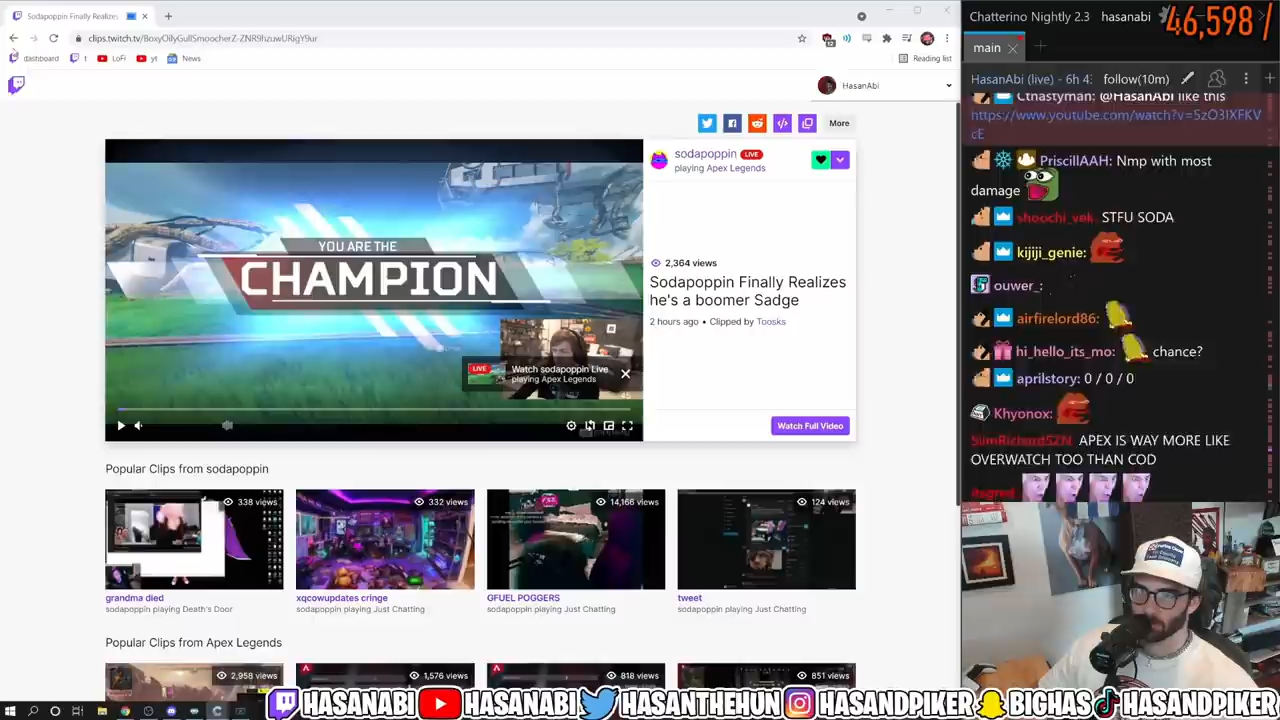 Sodapoppin Finally Realizes
clips.twitch.tv/BoxyOilyGullSmoocherZ-ZNR9hzuwURigY9ur
dashboard
t
LoFi
yt
News
Reading list
HasanAbi
More
YOU ARE THE
CHAMPION
LIVE
Watch sodapoppin Live
playing Apex Legends
sodapoppin LIVE
playing Apex Legends
2,364 views
Sodapoppin Finally Realizes
he's a boomer Sadge
2 hours ago • Clipped by Toosks
Watch Full Video
Popular Clips from sodapoppin
338 views
332 views
14,166 views
124 views
grandma died
sodapoppin playing Death's Door
xqcowupdates cringe
sodapoppin playing Just Chatting
GFUEL POGGERS
sodapoppin playing Just Chatting
tweet
sodapoppin playing Just Chatting
Popular Clips from Apex Legends
2,958 views
1,576 views
818 views
851 views
Chatterino Nightly 2.3
hasanabi
46,598 /
main
HasanAbi (live) - 6h 4
follow(10m)
Ctnastyman: @HasanAbi like this
https://www.youtube.com/watch?v=5zO3IXFKV
cE
PriscillAAH: Nmp with most
damage
shoochi_vek: STFU SODA
kijiji_genie:
ouwer_:
airfirelord86:
hi_hello_its_mo: chance?
aprilstory: 0 / 0 / 0
Khyonox:
SlimRichardSZN: APEX IS WAY MORE LIKE
OVERWATCH TOO THAN COD
HASANABI HASANABI HASANTHEHUN HASANDPIKER BIGHAS HASANDPIKER